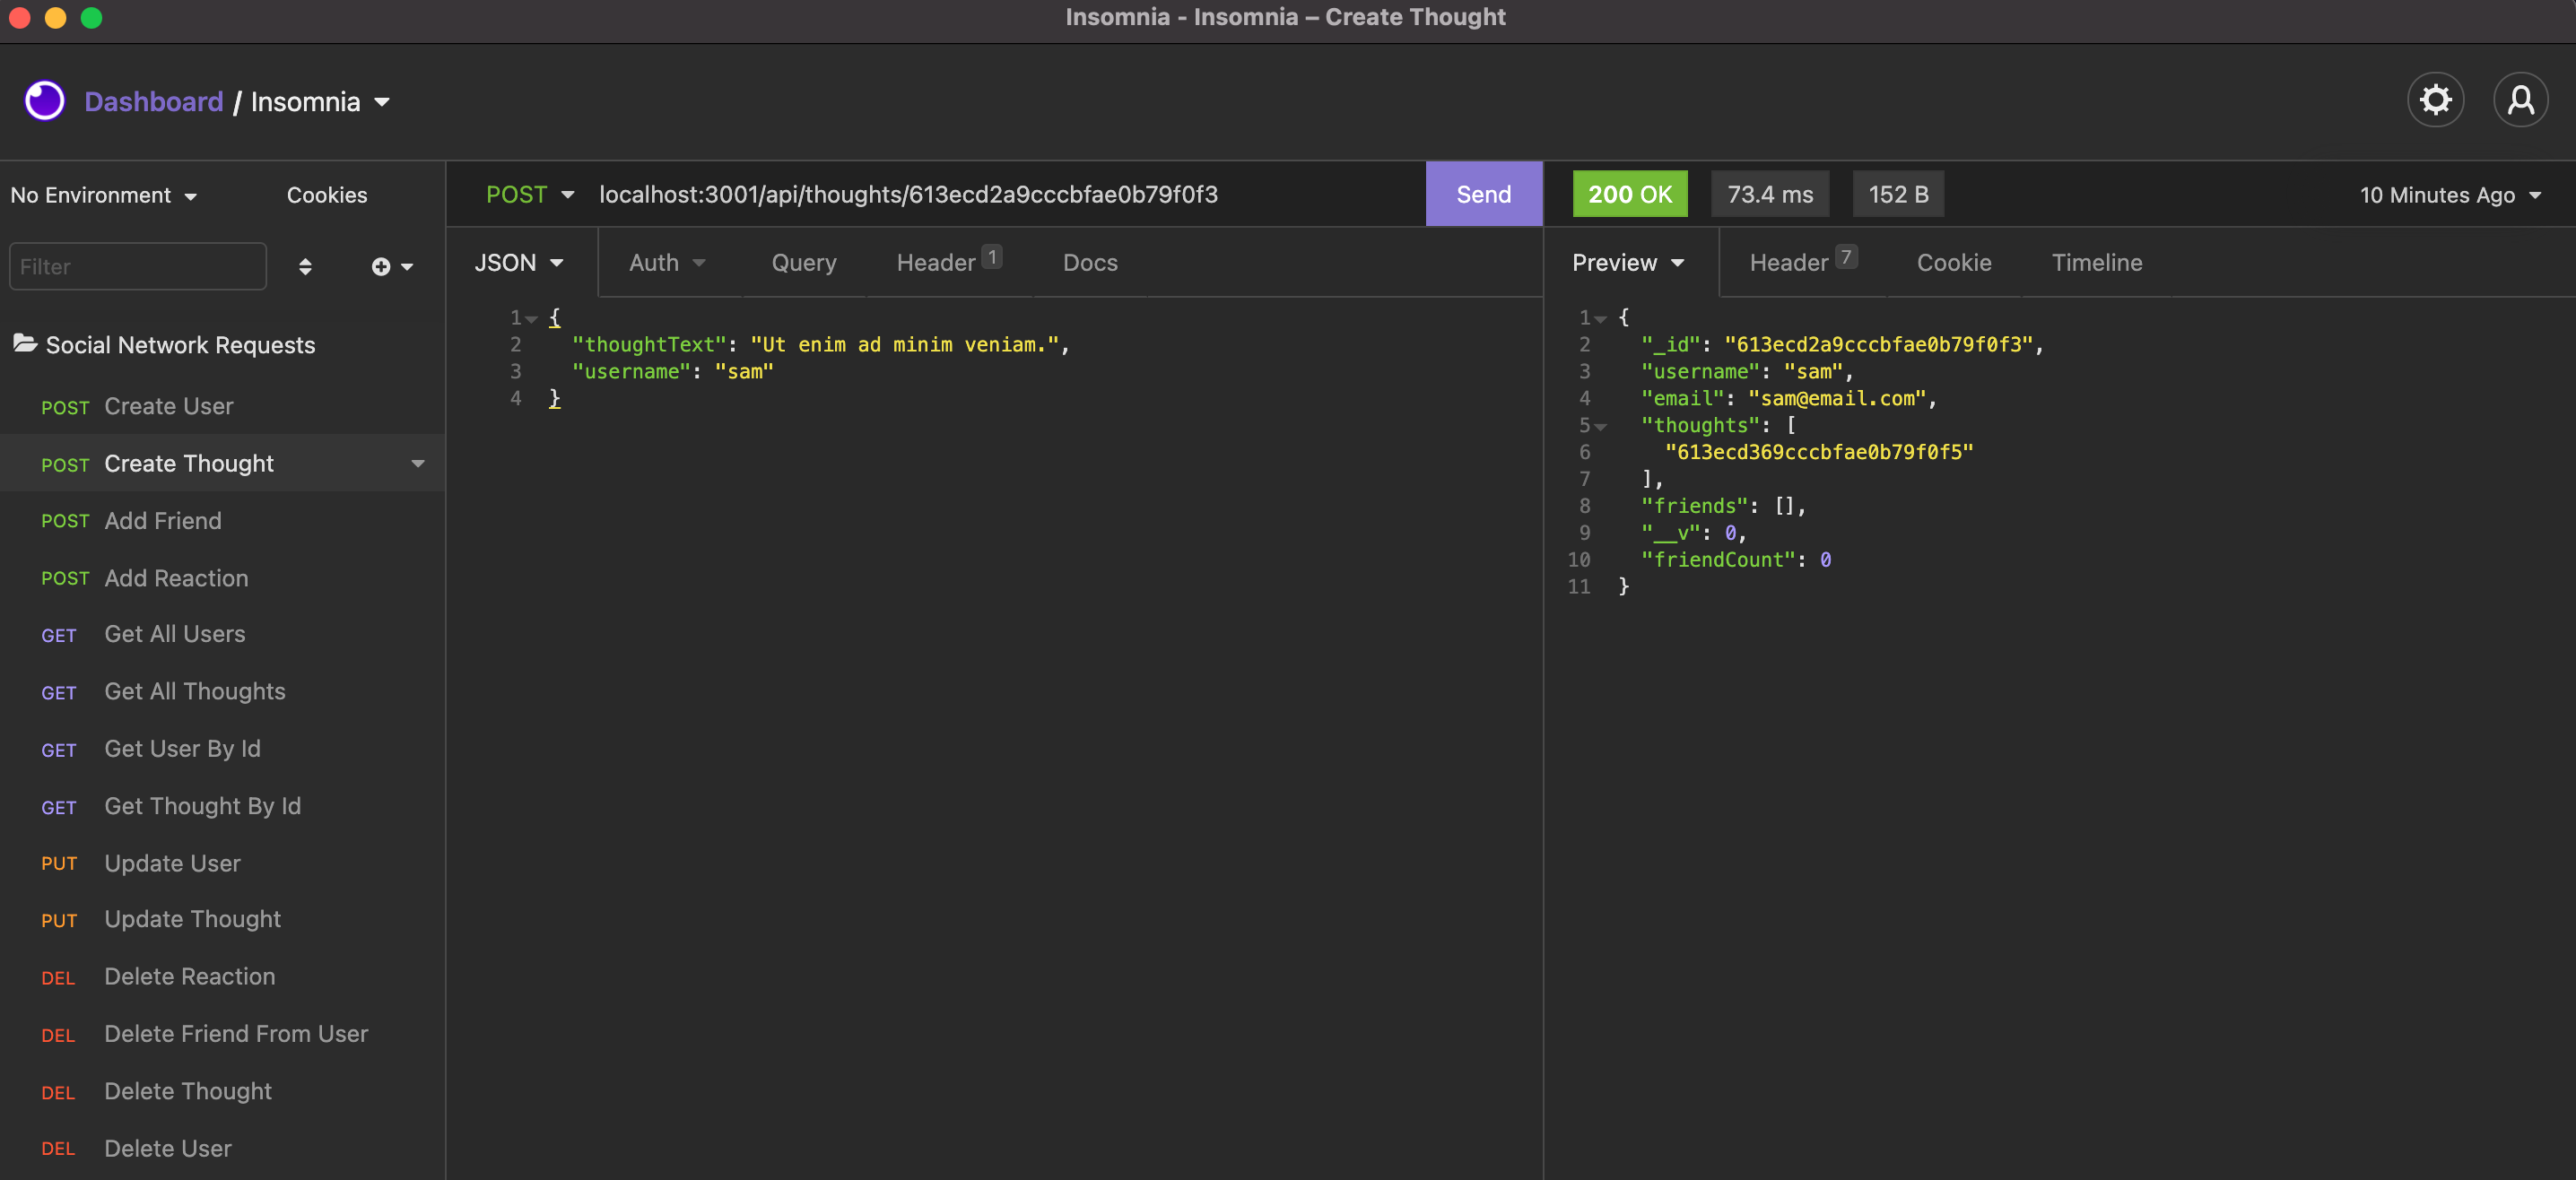 Insomnia - Insomnia – Create Thought
Dashboard / Insomnia
No Environment
Cookies
Filter
Social Network Requests
POST Create User
POST Create Thought
POST Add Friend
POST Add Reaction
GET Get All Users
GET Get All Thoughts
GET Get User By Id
GET Get Thought By Id
PUT Update User
PUT Update Thought
DEL Delete Reaction
DEL Delete Friend From User
DEL Delete Thought
DEL Delete User
POST localhost:3001/api/thoughts/613ecd2a9cccbfae0b79f0f3 Send
JSON Auth Query Header 1 Docs
1 {
2 "thoughtText": "Ut enim ad minim veniam.",
3 "username": "sam"
4 }
200 OK 73.4 ms 152 B 10 Minutes Ago
Preview Header 7 Cookie Timeline
1 {
2 "_id": "613ecd2a9cccbfae0b79f0f3",
3 "username": "sam",
4 "email": "sam@email.com",
5 "thoughts": [
6 "613ecd369cccbfae0b79f0f5"
7 ],
8 "friends": [],
9 "__v": 0,
10 "friendCount": 0
11 }